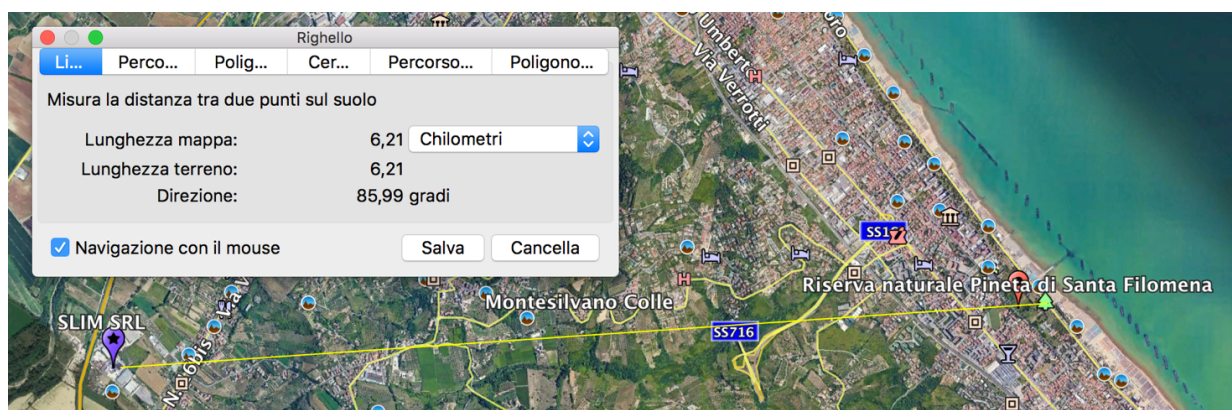 Righello
Li...
Perco...
Polig...
Cer...
Percorso...
Poligono...
Misura la distanza tra due punti sul suolo
Lunghezza mappa: 6,21 Chilometri
Lunghezza terreno: 6,21
Direzione: 85,99 gradi
Navigazione con il mouse
Salva
Cancella
Umberto
Via Verrotti
Riserva naturale Pineta di Santa Filomena
Montesilvano Colle
SS716
SLIM SRL